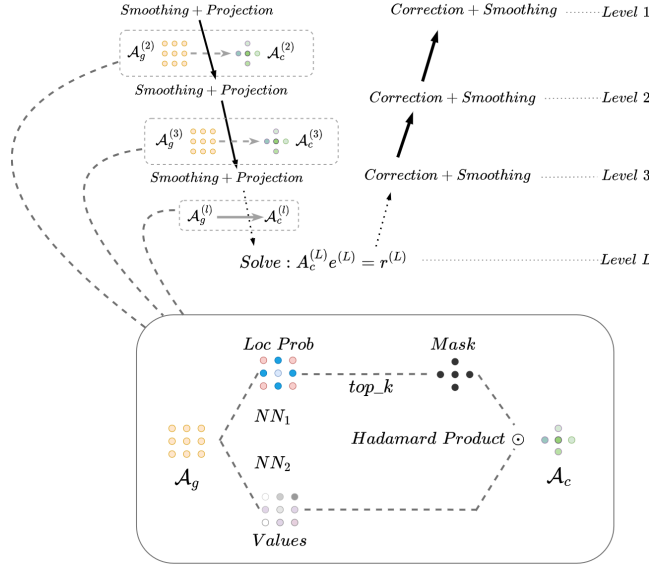 Smoothing + Projection
Correction + Smoothing
Level 1
𝒜_g^{(2)}
𝒜_c^{(2)}
Smoothing + Projection
Correction + Smoothing
Level 2
𝒜_g^{(3)}
𝒜_c^{(3)}
Smoothing + Projection
Correction + Smoothing
Level 3
𝒜_g^{(l)}
𝒜_c^{(l)}
Solve : A_c^{(L)} e^{(L)} = r^{(L)}
Level L
Loc Prob
Mask
top_k
NN₁
Hadamard Product ⊙
NN₂
𝒜_g
𝒜_c
Values